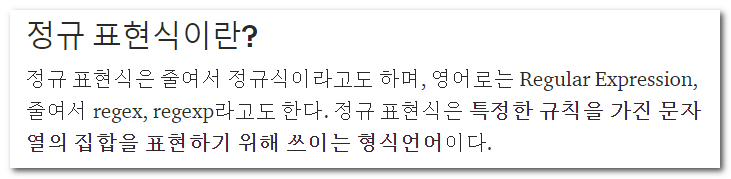 정규 표현식이란?
정규 표현식은 줄여서 정규식이라고도 하며, 영어로는 Regular Expression,
줄여서 regex, regexp라고도 한다. 정규 표현식은 특정한 규칙을 가진 문자
열의 집합을 표현하기 위해 쓰이는 형식언어이다.